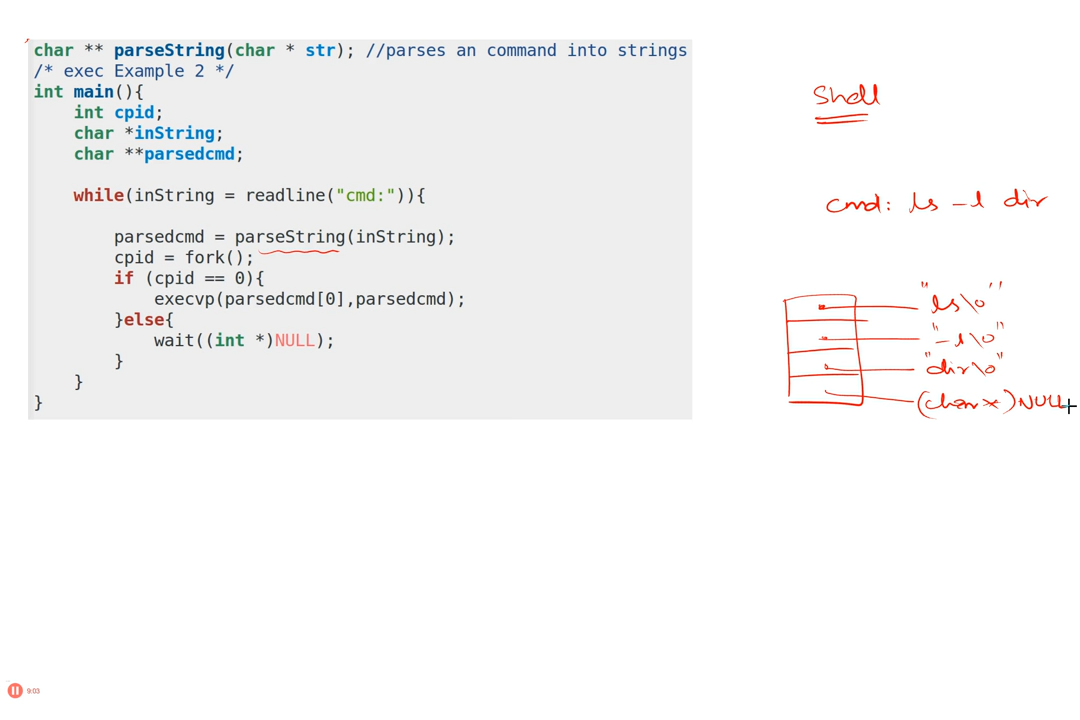 char ** parseString(char * str); //parses an command into strings
/* exec Example 2 */
int main(){
    int cpid;
    char *inString;
    char **parsedcmd;
    while(inString = readline("cmd:")){
        parsedcmd = parseString(inString);
        cpid = fork();
        if (cpid == 0){
            execvp(parsedcmd[0],parsedcmd);
        }else{
            wait((int *)NULL);
        }
    }
}
Shell
cmd: ls -l dir
"ls\0"
"-l\0"
"dir\0"
(char *)NULL
9:03